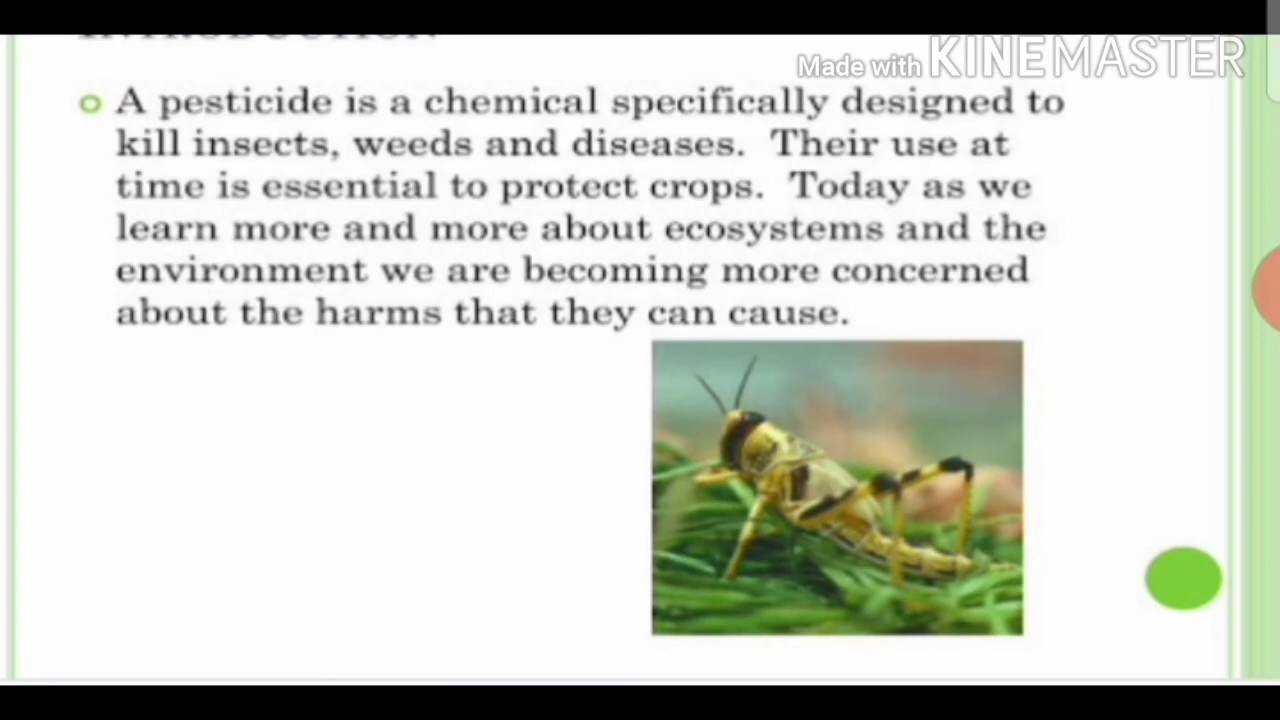 INTRODUCTION
Made with KINEMASTER
A pesticide is a chemical specifically designed to
kill insects, weeds and diseases. Their use at
time is essential to protect crops. Today as we
learn more and more about ecosystems and the
environment we are becoming more concerned
about the harms that they can cause.